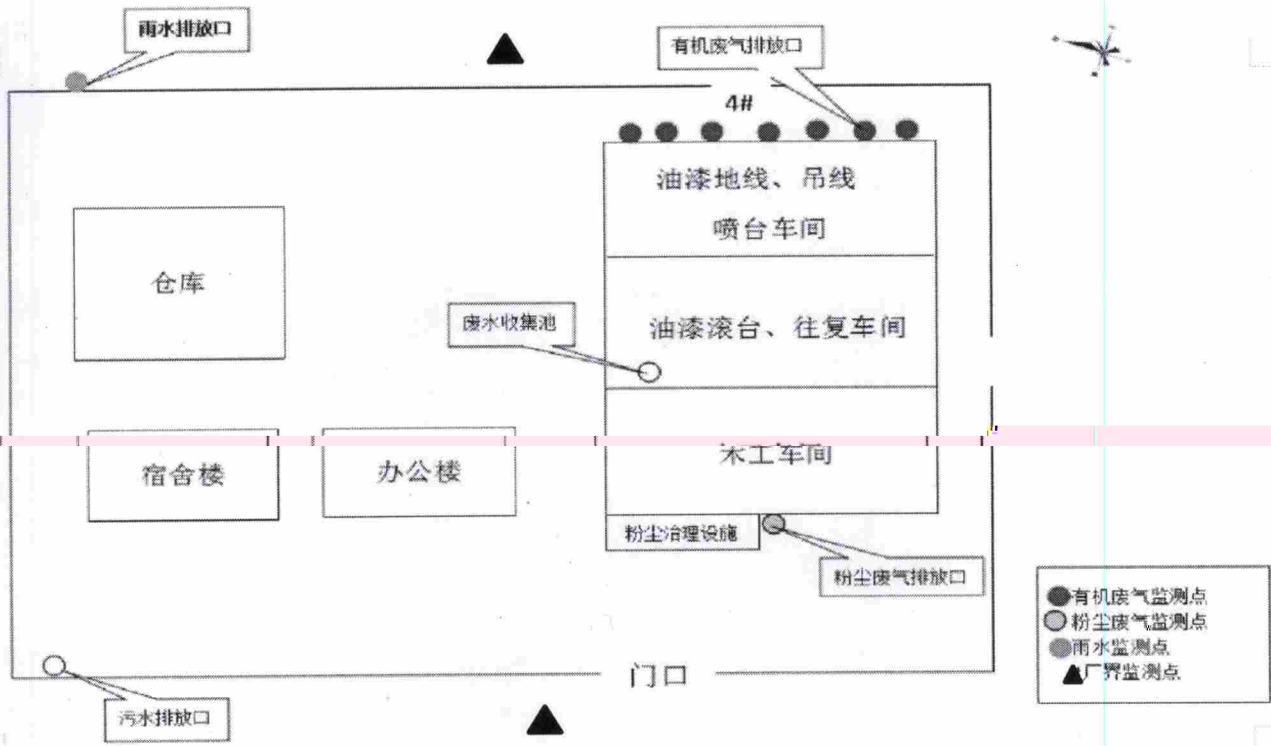 雨水排放口
有机废气排放口
4#
油漆地线、吊线
喷台车间
仓库
废水收集池
油漆滚台、往复车间
木工车间
宿舍楼
办公楼
粉尘治理设施
粉尘废气排放口
有机废气监测点
粉尘废气监测点
雨水监测点
厂界监测点
门口
污水排放口